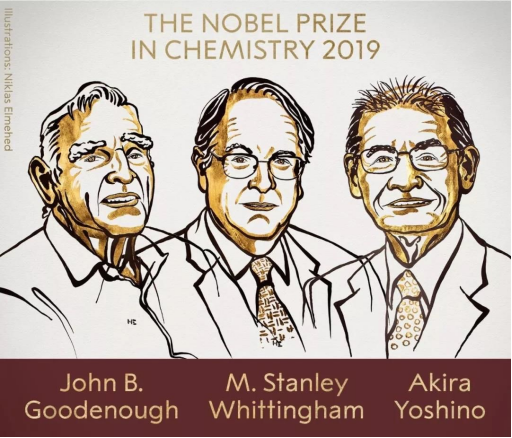 THE NOBEL PRIZE
IN CHEMISTRY 2019
Illustrations: Niklas Elmehed
John B.
Goodenough
M. Stanley
Whittingham
Akira
Yoshino